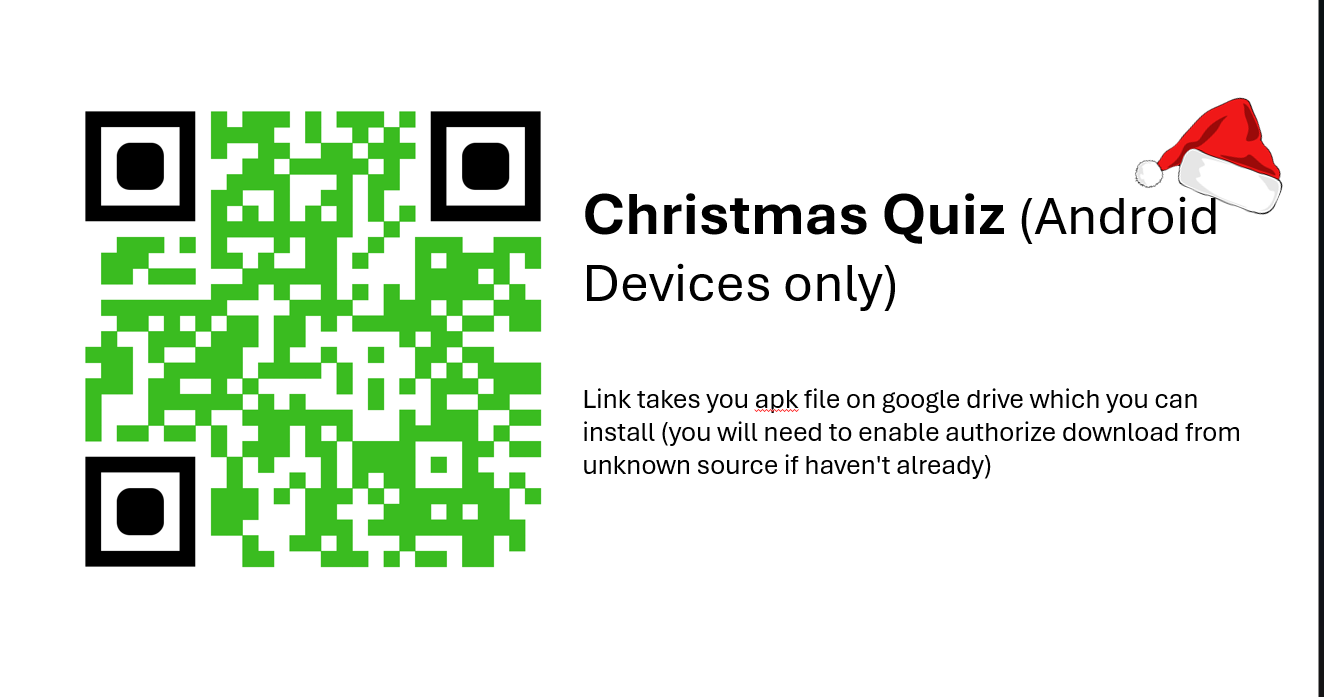 Christmas Quiz (Android
Devices only)
Link takes you apk file on google drive which you can
install (you will need to enable authorize download from
unknown source if haven't already)